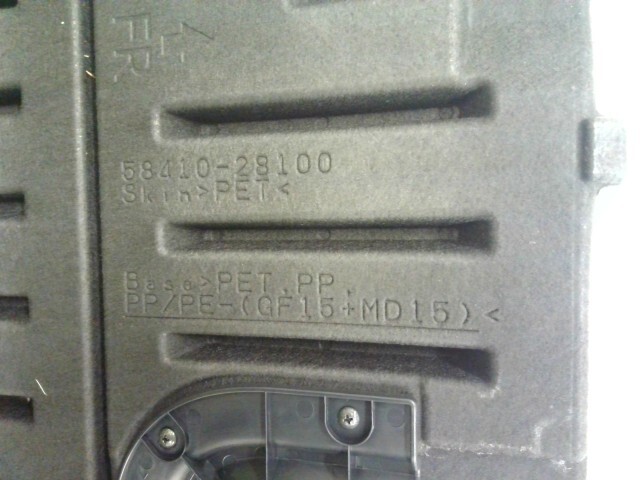 FR
58410-28100
Skin>PET<
Base>PET.PP.
PP/PE-(GF15+MD15)<